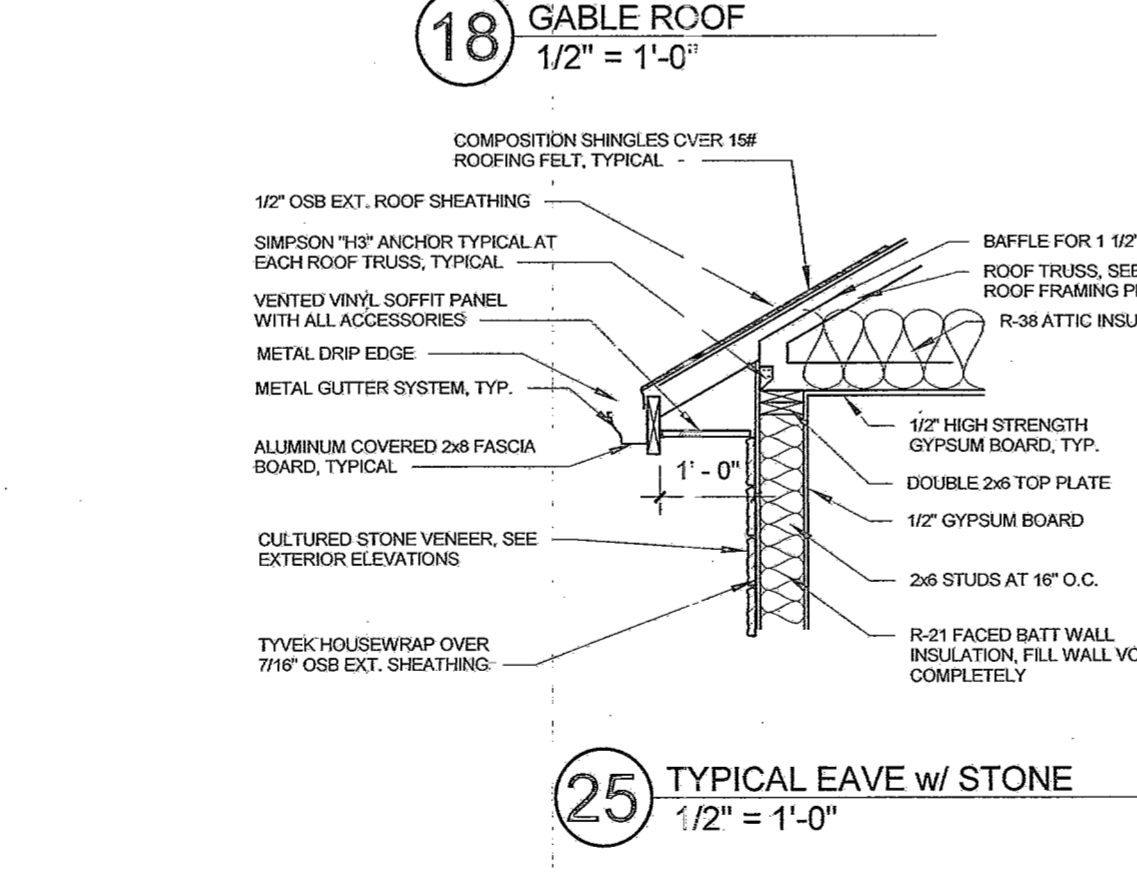 18
GABLE ROOF
1/2" = 1'-0"
COMPOSITION SHINGLES OVER 15#
ROOFING FELT, TYPICAL
1/2" OSB EXT. ROOF SHEATHING
SIMPSON "H3" ANCHOR TYPICAL AT
EACH ROOF TRUSS, TYPICAL
VENTED VINYL SOFFIT PANEL
WITH ALL ACCESSORIES
METAL DRIP EDGE
METAL GUTTER SYSTEM, TYP.
ALUMINUM COVERED 2x8 FASCIA
BOARD, TYPICAL
CULTURED STONE VENEER, SEE
EXTERIOR ELEVATIONS
TYVEK HOUSEWRAP OVER
7/16" OSB EXT. SHEATHING
1' - 0"
BAFFLE FOR 1 1/2"
ROOF TRUSS, SEE
ROOF FRAMING
R-38 ATTIC
1/2" HIGH STRENGTH
GYPSUM BOARD, TYP.
DOUBLE 2x6 TOP PLATE
1/2" GYPSUM BOARD
2x6 STUDS AT 16" O.C.
R-21 FACED BATT WALL
INSULATION, FILL WALL
COMPLETELY
25
TYPICAL EAVE w/ STONE
1/2" = 1'-0"